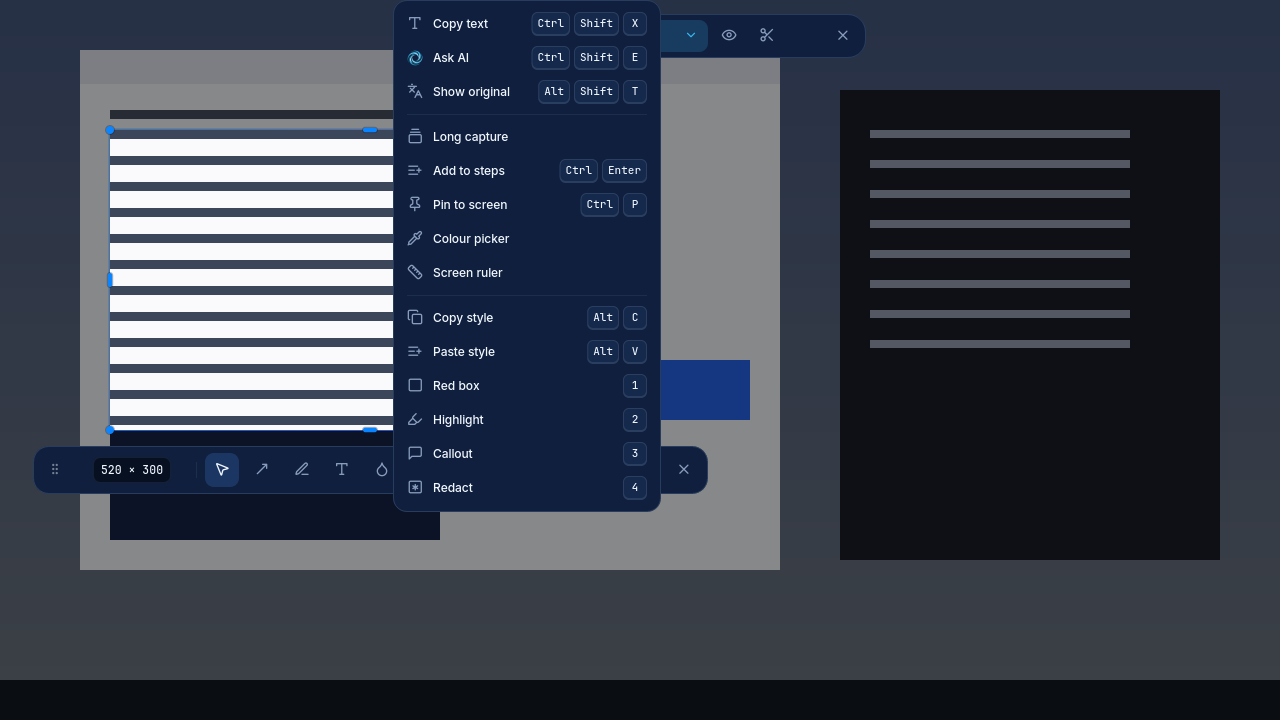 Copy text Ctrl Shift X
Ask AI Ctrl Shift E
Show original Alt Shift T
Long capture
Add to steps Ctrl Enter
Pin to screen Ctrl P
Colour picker
Screen ruler
Copy style Alt C
Paste style Alt V
Red box 1
Highlight 2
Callout 3
520 × 300
Redact 4